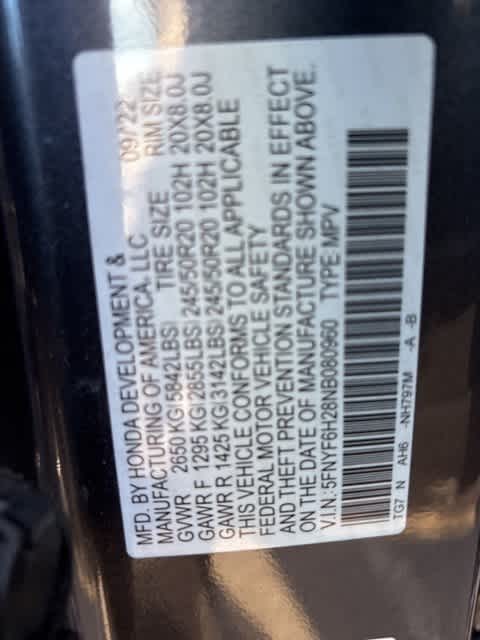 MFD. BY HONDA DEVELOPMENT & 09/22
MANUFACTURING OF AMERICA, LLC
TIRE SIZE RIM SIZE
GVWR 2650 KG(5842LBS)
GAWR F 1295 KG(2855LBS) 245/50R20 102H 20X8.0J
GAWR R 1425 KG(3142LBS) 245/50R20 102H 20X8.0J
THIS VEHICLE CONFORMS TO ALL APPLICABLE
FEDERAL MOTOR VEHICLE SAFETY
AND THEFT PREVENTION STANDARDS IN EFFECT
ON THE DATE OF MANUFACTURE SHOWN ABOVE.
V.I.N.:5FNYF6H28NB080960 TYPE:MPV
TG7 N AH6 -NH797M -A -B